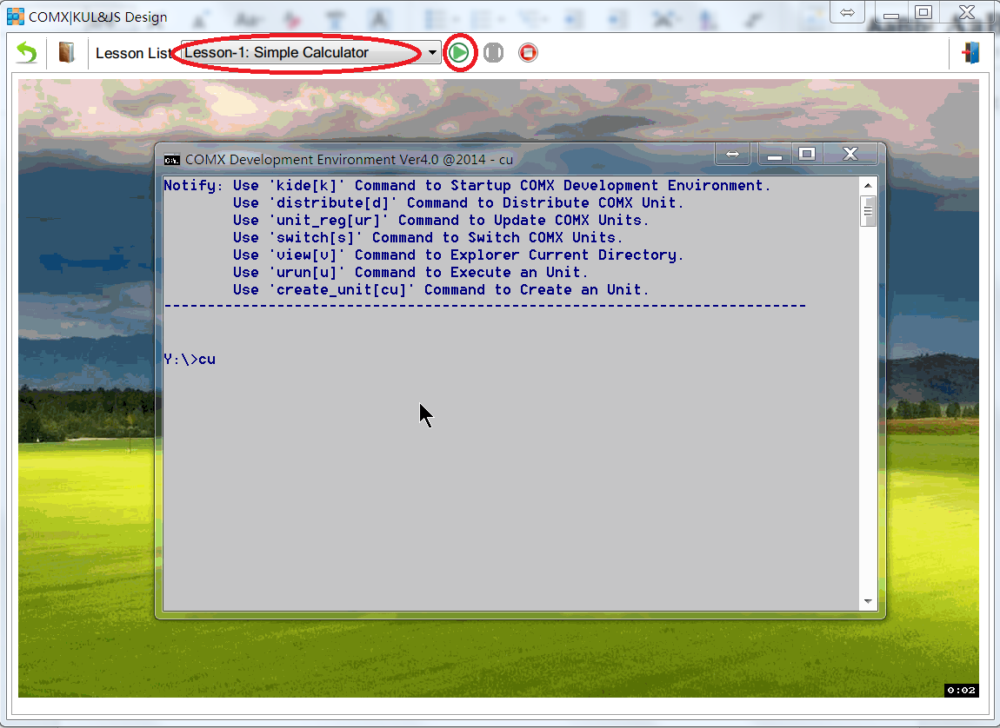 COMX|KUL&JS Design
Lesson List
Lesson-1: Simple Calculator
COMX Development Environment Ver4.0 @2014 - cu
Notify: Use 'kide[k]' Command to Startup COMX Development Environment.
Use 'distribute[d]' Command to Distribute COMX Unit.
Use 'unit_reg[ur]' Command to Update COMX Units.
Use 'switch[s]' Command to Switch COMX Units.
Use 'view[v]' Command to Explorer Current Directory.
Use 'urun[u]' Command to Execute an Unit.
Use 'create_unit[cu]' Command to Create an Unit.
--------------------------------------------------------------------------
Y:\>cu
0:02